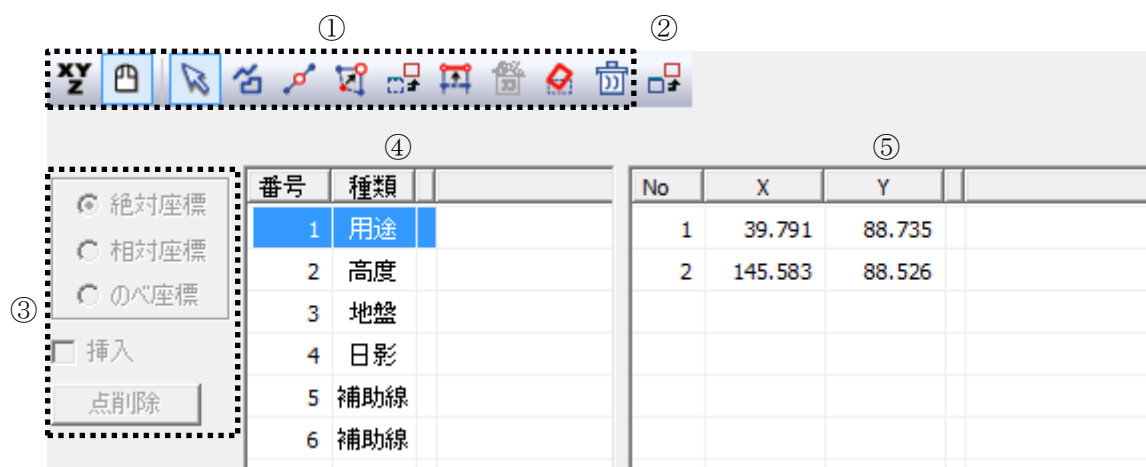 ① ②
XY
Z
④ ⑤
絶対座標
相対座標
のべ座標
③
挿入
点削除
番号 種類
1 用途
2 高度
3 地盤
4 日影
5 補助線
6 補助線
No X Y
1 39.791 88.735
2 145.583 88.526